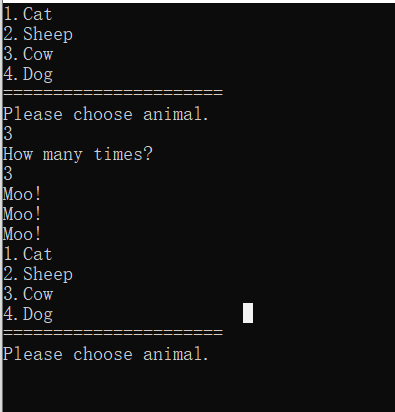 1.Cat
2.Sheep
3.Cow
4.Dog
======================
Please choose animal.
3
How many times?
3
Moo!
Moo!
Moo!
1.Cat
2.Sheep
3.Cow
4.Dog
======================
Please choose animal.